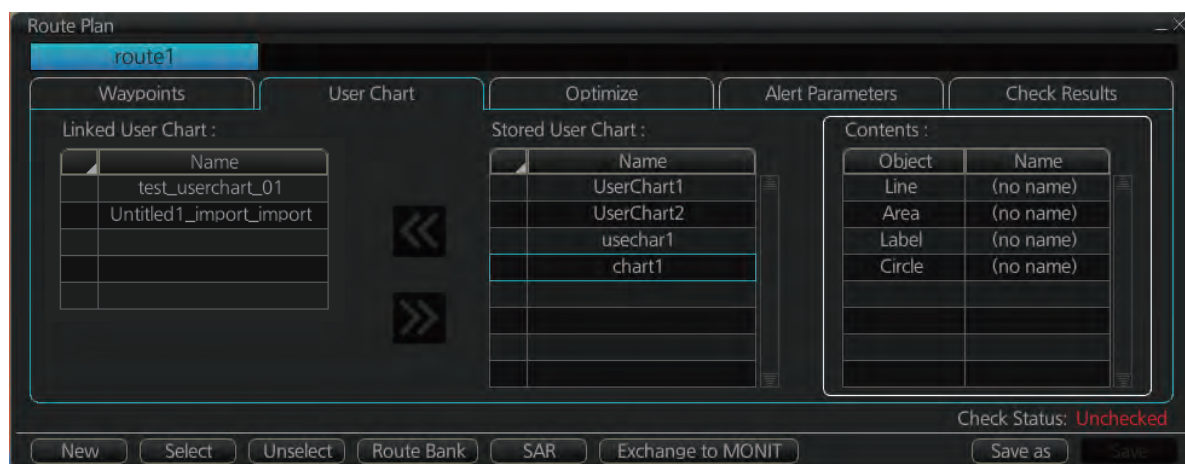 Route Plan
route1
Waypoints User Chart Optimize Alert Parameters Check Results
Linked User Chart : Stored User Chart : Contents :
Name Name Object Name
test_userchart_01 UserChart1 Line (no name)
Untitled1_import_import UserChart2 Area (no name)
usechar1 Label (no name)
chart1 Circle (no name)
Check Status: Unchecked
New Select Unselect Route Bank SAR Exchange to MONIT Save as Save